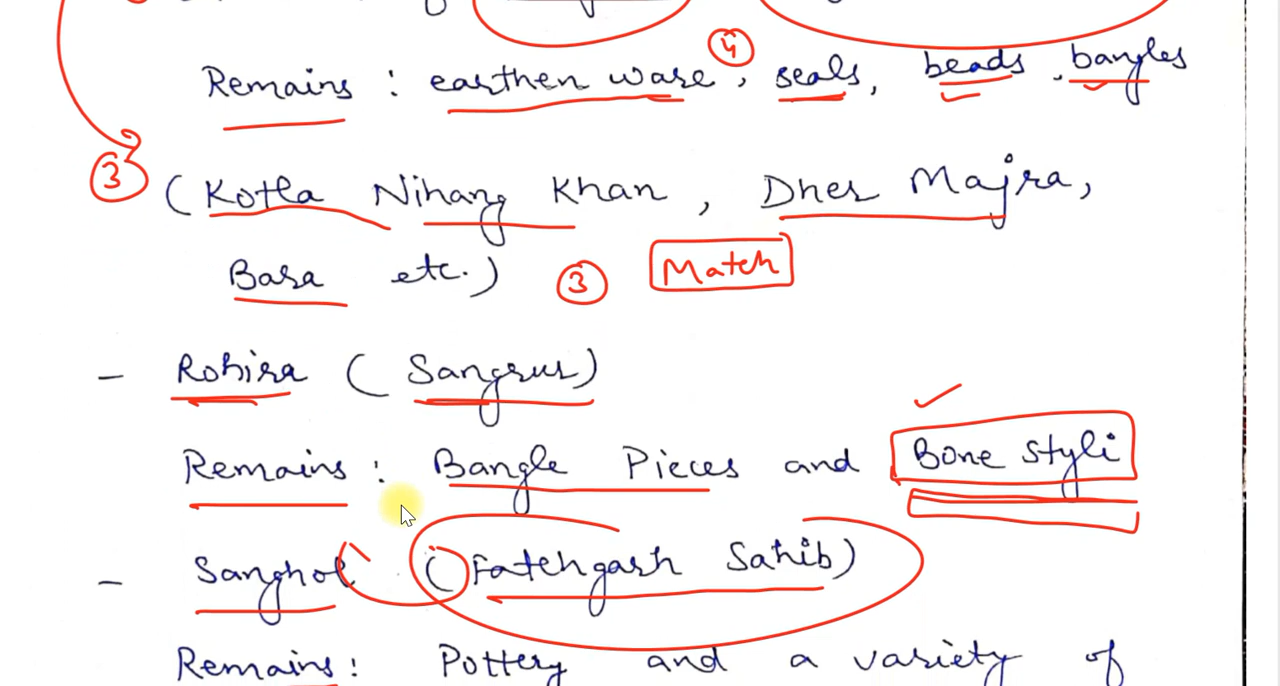 Remains : earthen ware, seals, beads, bangles
④
③ (Kotla Nihang Khan, Dher Majra,
Bara etc.) ③ Match
- Rohira (Sangrur)
Remains : Bangle Pieces and Bone styli
- Sanghol (Fatehgarh Sahib)
Remains : Pottery and a variety of